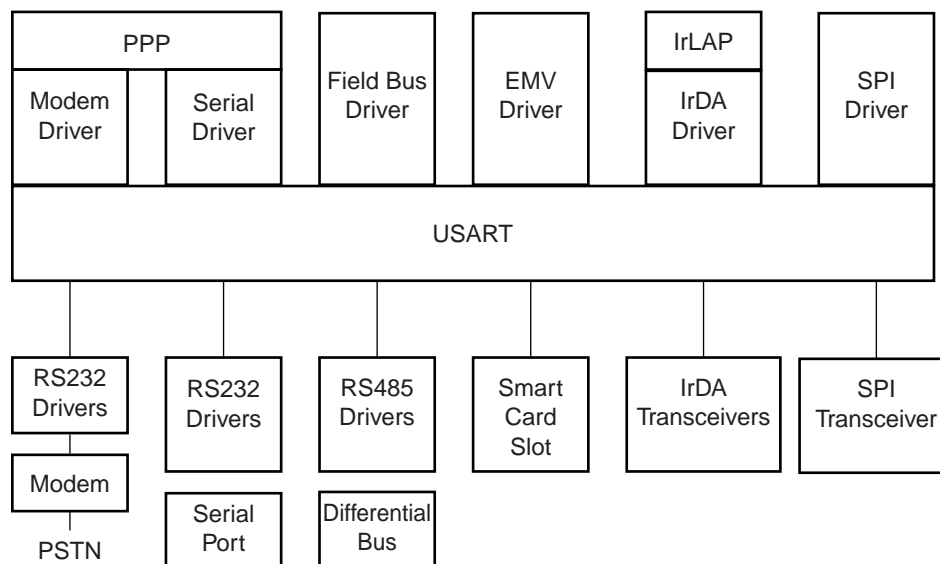 PPP
Modem
Driver
Serial
Driver
Field Bus
Driver
EMV
Driver
IrLAP
IrDA
Driver
SPI
Driver
USART
RS232
Drivers
Modem
PSTN
RS232
Drivers
Serial
Port
RS485
Drivers
Differential
Bus
Smart
Card
Slot
IrDA
Transceivers
SPI
Transceiver